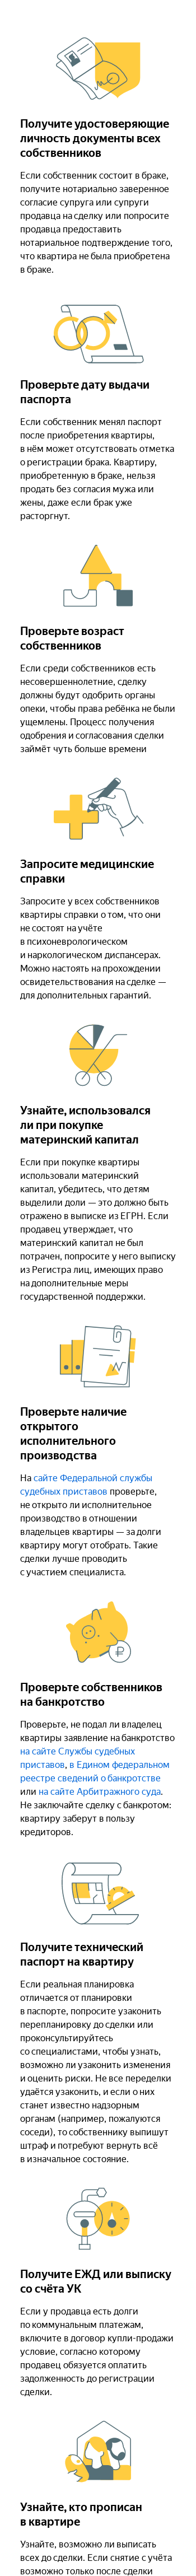 Получите удостоверяющие
личность документы всех
собственников
Если собственник состоит в браке,
получите нотариально заверенное
согласие супруга или супруги
продавца на сделку или попросите
продавца предоставить
нотариальное подтверждение того,
что квартира не была приобретена
в браке.
Проверьте дату выдачи
паспорта
Если собственник менял паспорт
после приобретения квартиры,
в нём может отсутствовать отметка
о регистрации брака. Квартиру,
приобретенную в браке, нельзя
продать без согласия мужа или
жены, даже если брак уже
расторгнут.
Проверьте возраст
собственников
Если среди собственников есть
несовершеннолетние, сделку
должны будут одобрить органы
опеки, чтобы права ребёнка не были
ущемлены. Процесс получения
одобрения и согласования сделки
займёт чуть больше времени
Запросите медицинские
справки
Запросите у всех собственников
квартиры справки о том, что они
не состоят на учёте
в психоневрологическом
и наркологическом диспансерах.
Можно настоять на прохождении
освидетельствования на сделке —
для дополнительных гарантий.
Узнайте, использовался
ли при покупке
материнский капитал
Если при покупке квартиры
использовали материнский
капитал, убедитесь, что детям
выделили доли — это должно быть
отражено в выписке из ЕГРН. Если
продавец утверждает, что
материнский капитал не был
потрачен, попросите у него выписку
из Регистра лиц, имеющих право
на дополнительные меры
государственной поддержки.
Проверьте наличие
открытого
исполнительного
производства
На сайте Федеральной службы
судебных приставов проверьте,
не открыто ли исполнительное
производство в отношении
владельцев квартиры — за долги
квартиру могут отобрать. Такие
сделки лучше проводить
с участием специалиста.
₽
Проверьте собственников
на банкротство
Проверьте, не подал ли владелец
квартиры заявление на банкротство
на сайте Службы судебных
приставов, в Едином федеральном
реестре сведений о банкротстве
или на сайте Арбитражного суда.
Не заключайте сделку с банкротом:
квартиру заберут в пользу
кредиторов.
Получите технический
паспорт на квартиру
Если реальная планировка
отличается от планировки
в паспорте, попросите узаконить
перепланировку до сделки или
проконсультируйтесь
со специалистами, чтобы узнать,
возможно ли узаконить изменения
и оценить риски. Не все переделки
удаётся узаконить, и если о них
станет известно надзорным
органам (например, пожалуются
соседи), то собственнику выпишут
штраф и потребуют вернуть всё
в изначальное состояние.
Получите ЕЖД или выписку
со счёта УК
Если у продавца есть долги
по коммунальным платежам,
включите в договор купли-продажи
условие, согласно которому
продавец обязуется оплатить
задолженность до регистрации
сделки.
Узнайте, кто прописан
в квартире
Узнайте, возможно ли выписать
всех до сделки. Если снятие с учёта
возможно только после сделки